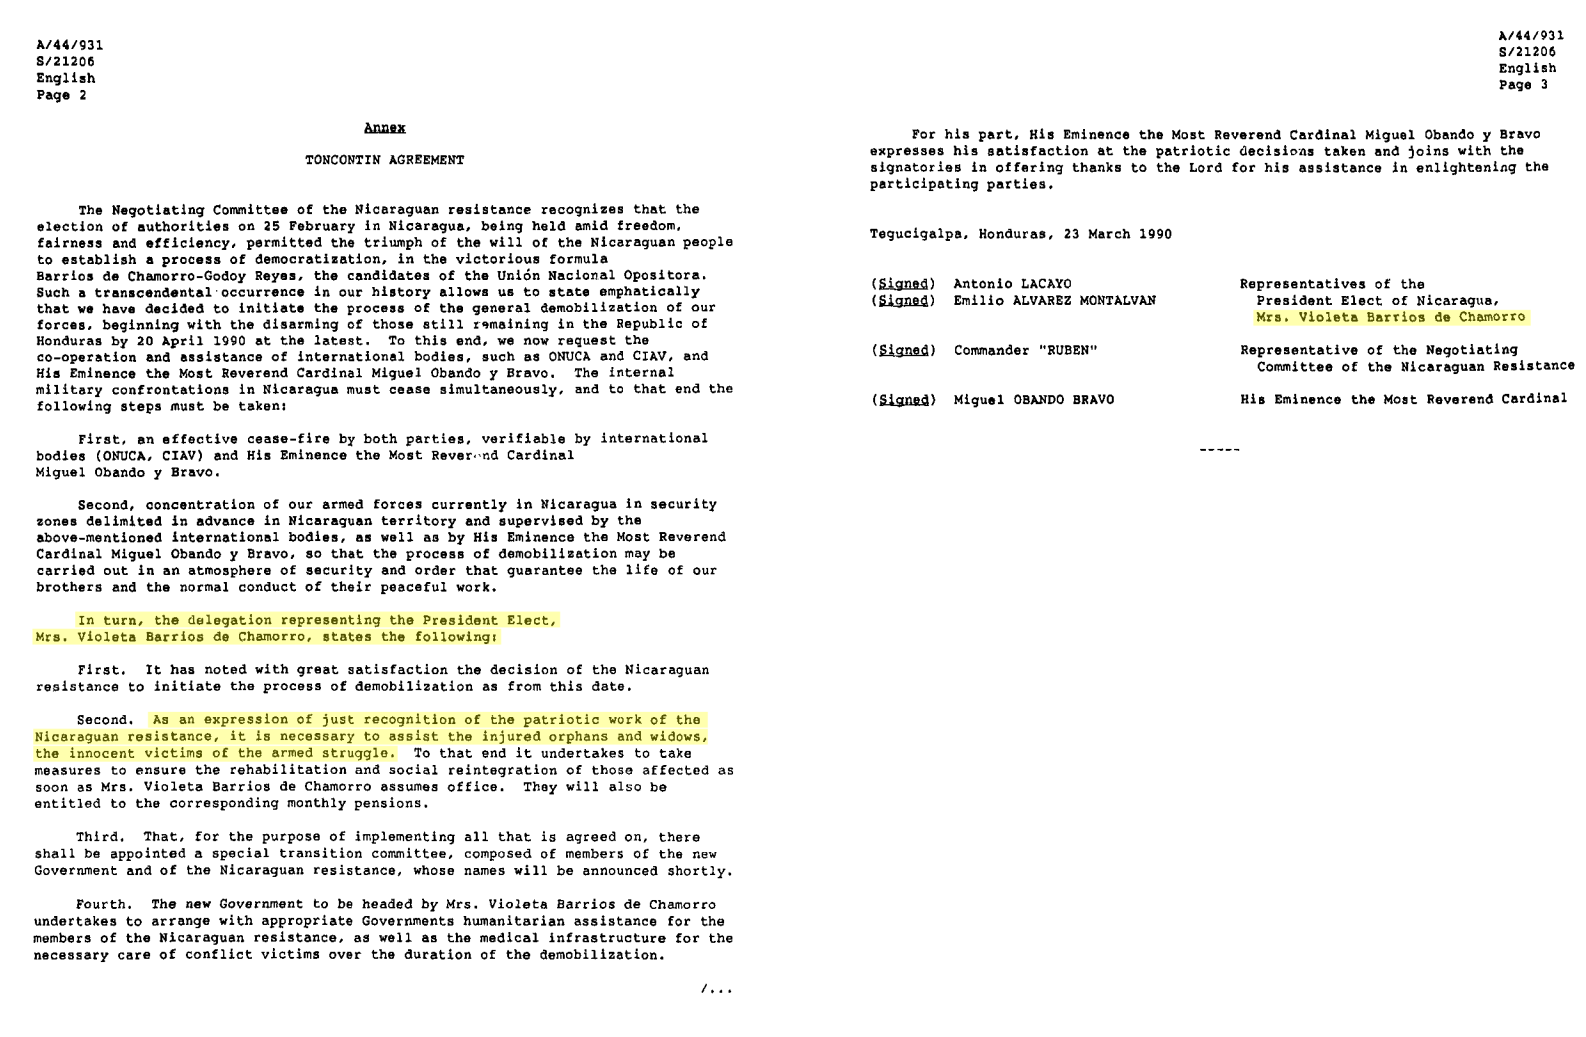 A/44/931
S/21206
English
Page 2
Annex
TONCONTIN AGREEMENT
The Negotiating Committee of the Nicaraguan resistance recognizes that the
election of authorities on 25 February in Nicaragua, being held amid freedom,
fairness and efficiency, permitted the triumph of the will of the Nicaraguan people
to establish a process of democratization, in the victorious formula
Barrios de Chamorro-Godoy Reyes, the candidates of the Unión Nacional Opositora.
Such a transcendental occurrence in our history allows us to state emphatically
that we have decided to initiate the process of the general demobilization of our
forces, beginning with the disarming of those still remaining in the Republic of
Honduras by 20 April 1990 at the latest. To this end, we now request the
co-operation and assistance of international bodies, such as ONUCA and CIAV, and
His Eminence the Most Reverend Cardinal Miguel Obando y Bravo. The internal
military confrontations in Nicaragua must cease simultaneously, and to that end the
following steps must be taken:
First, an effective cease-fire by both parties, verifiable by international
bodies (ONUCA, CIAV) and His Eminence the Most Reverend Cardinal
Miguel Obando y Bravo.
Second, concentration of our armed forces currently in Nicaragua in security
zones delimited in advance in Nicaraguan territory and supervised by the
above-mentioned international bodies, as well as by His Eminence the Most Reverend
Cardinal Miguel Obando y Bravo, so that the process of demobilization may be
carried out in an atmosphere of security and order that guarantee the life of our
brothers and the normal conduct of their peaceful work.
In turn, the delegation representing the President Elect,
Mrs. Violeta Barrios de Chamorro, states the following:
First. It has noted with great satisfaction the decision of the Nicaraguan
resistance to initiate the process of demobilization as from this date.
Second. As an expression of just recognition of the patriotic work of the
Nicaraguan resistance, it is necessary to assist the injured orphans and widows,
the innocent victims of the armed struggle. To that end it undertakes to take
measures to ensure the rehabilitation and social reintegration of those affected as
soon as Mrs. Violeta Barrios de Chamorro assumes office. They will also be
entitled to the corresponding monthly pensions.
Third. That, for the purpose of implementing all that is agreed on, there
shall be appointed a special transition committee, composed of members of the new
Government and of the Nicaraguan resistance, whose names will be announced shortly.
Fourth. The new Government to be headed by Mrs. Violeta Barrios de Chamorro
undertakes to arrange with appropriate Governments humanitarian assistance for the
members of the Nicaraguan resistance, as well as the medical infrastructure for the
necessary care of conflict victims over the duration of the demobilization.
/...
A/44/931
S/21206
English
Page 3
For his part, His Eminence the Most Reverend Cardinal Miguel Obando y Bravo
expresses his satisfaction at the patriotic decisions taken and joins with the
signatories in offering thanks to the Lord for his assistance in enlightening the
participating parties.
Tegucigalpa, Honduras, 23 March 1990
(Signed) Antonio LACAYO Representatives of the
(Signed) Emilio ALVAREZ MONTALVAN President Elect of Nicaragua,
Mrs. Violeta Barrios de Chamorro
(Signed) Commander "RUBEN" Representative of the Negotiating
Committee of the Nicaraguan Resistance
(Signed) Miguel OBANDO BRAVO His Eminence the Most Reverend Cardinal
-----